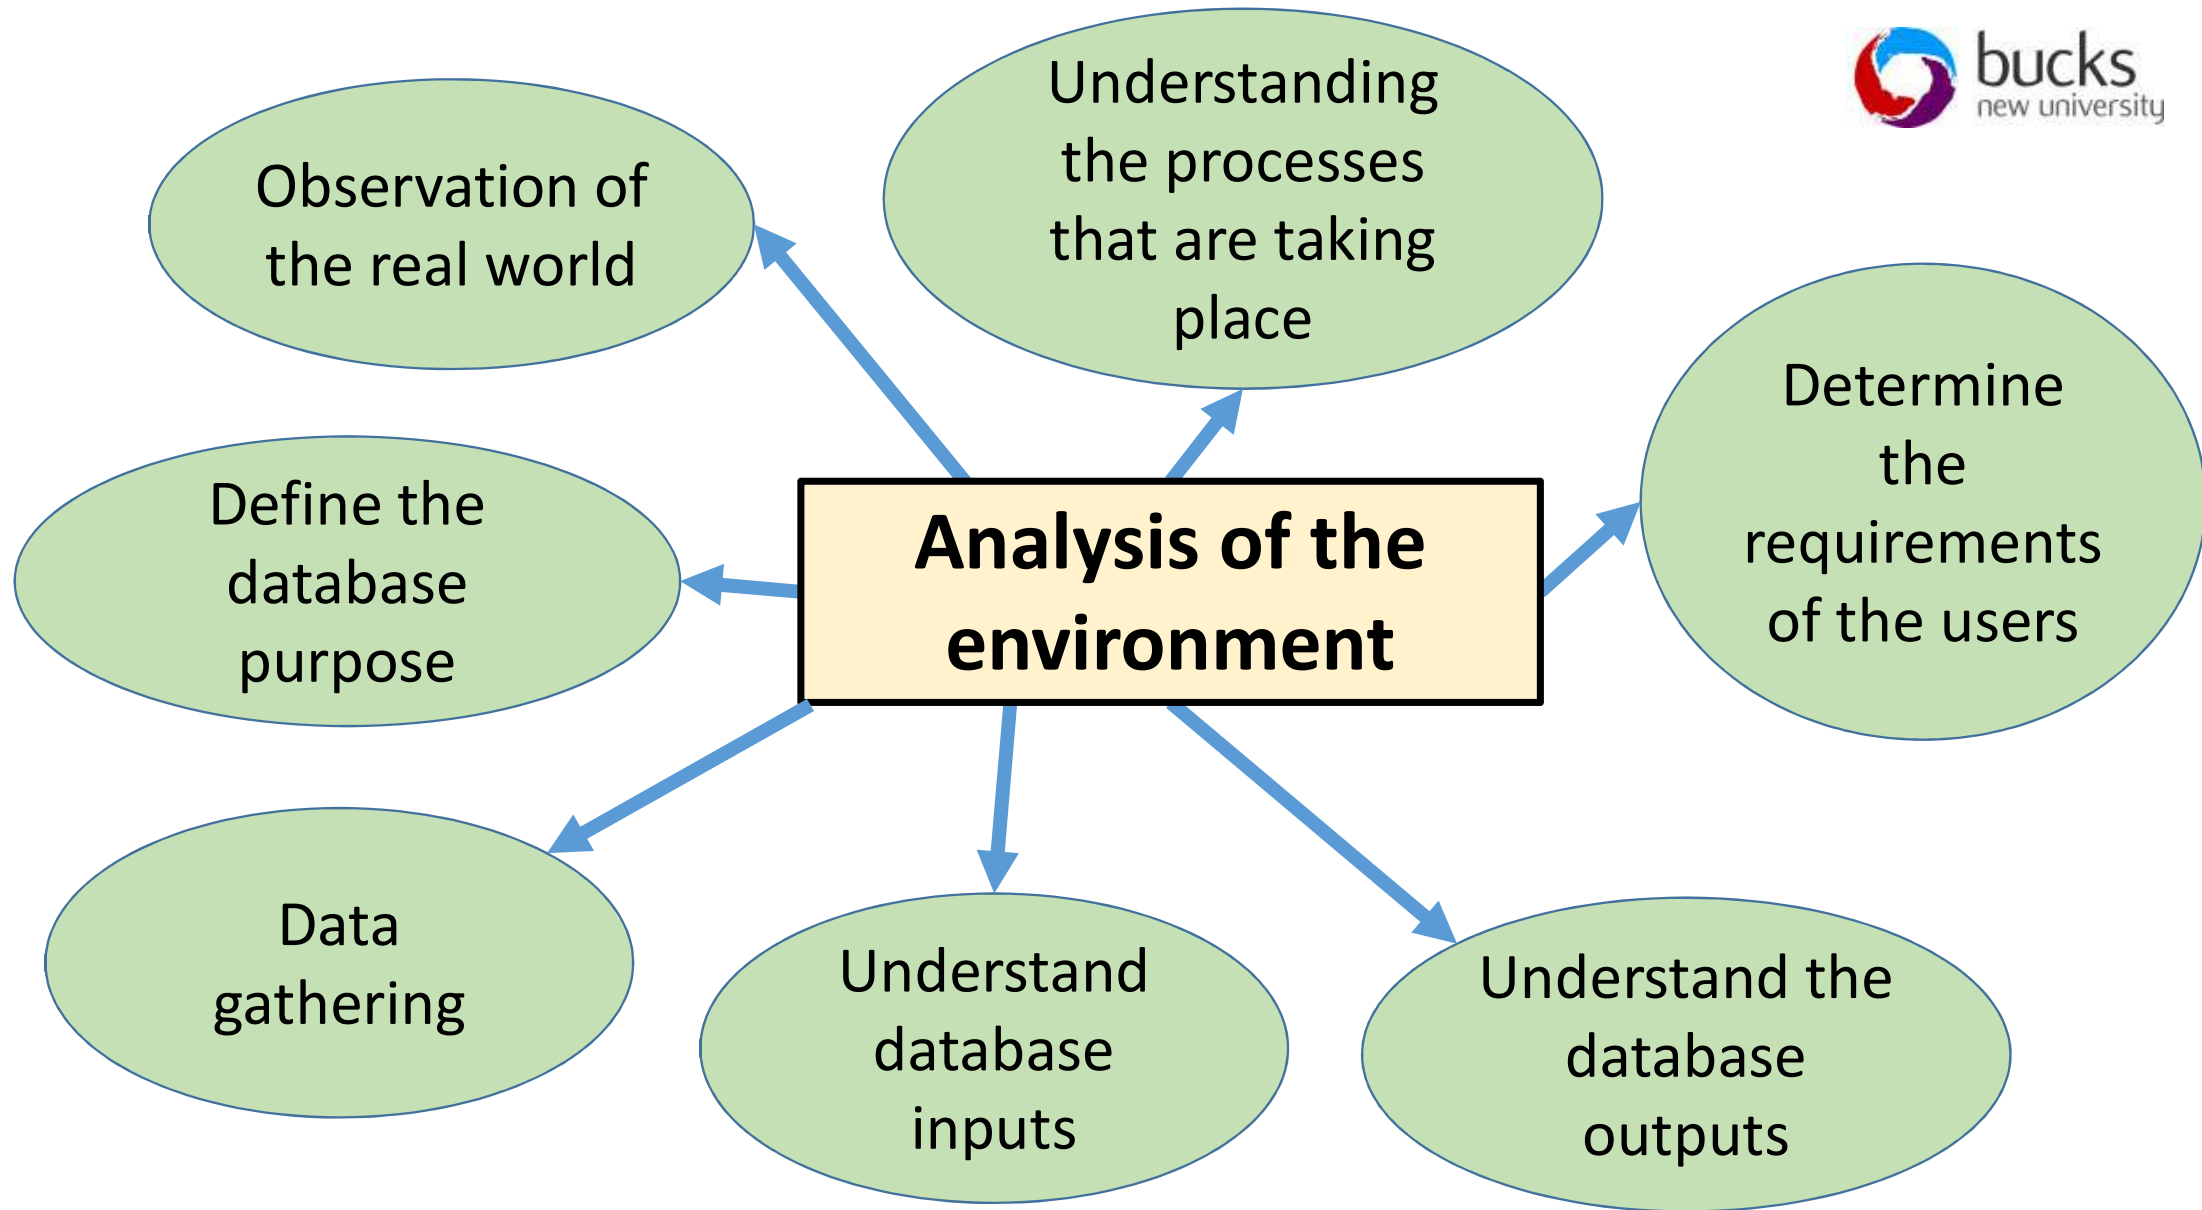 Understanding
the processes
that are taking
place
bucks
new university
Observation of
the real world
Determine
the
requirements
of the users
Define the
database
purpose
Analysis of the
environment
Data
gathering
Understand
database
inputs
Understand the
database
outputs